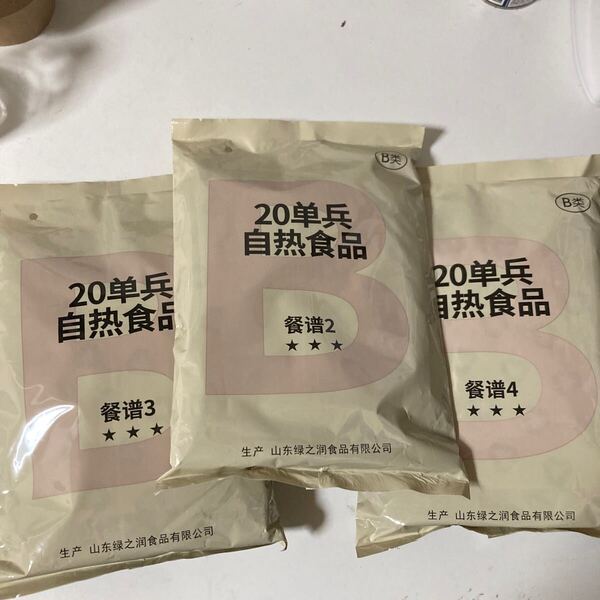 B类
20单兵
自热食品
餐谱2
★★★
生产 山东绿之润食品有限公司
B
20单兵
自热食品
餐谱3
★★★
生产 山东绿之润食品有限公司
B
B类
20单兵
自热食品
餐谱4
★★★
生产 山东绿之润食品有限公司
B